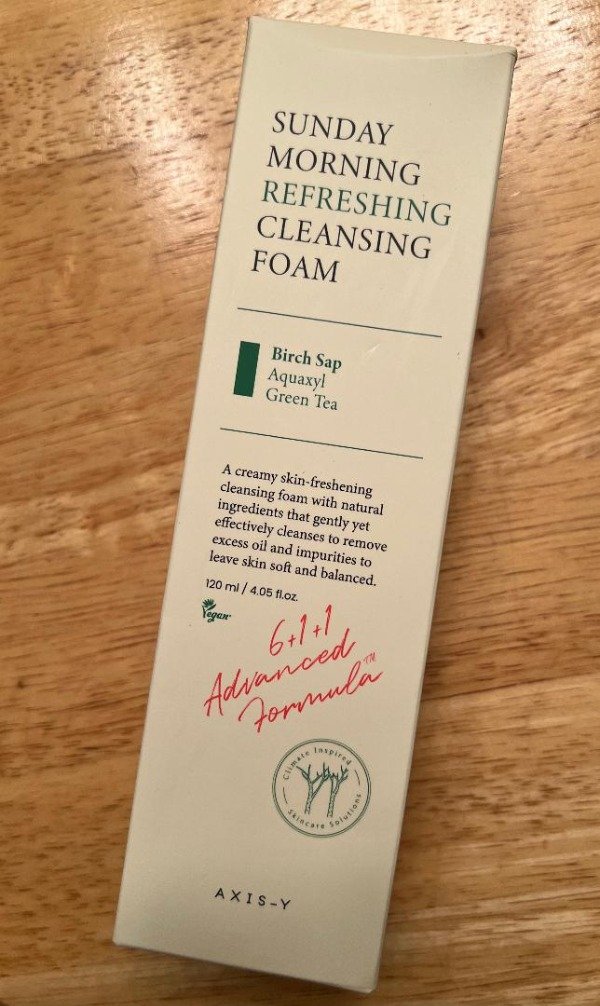 SUNDAY
MORNING
REFRESHING
CLEANSING
FOAM
Birch Sap
Aquaxyl
Green Tea
A creamy skin-freshening
cleansing foam with natural
ingredients that gently yet
effectively cleanses to remove
excess oil and impurities to
leave skin soft and balanced.
120 ml / 4.05 fl.oz.
Vegan
6+1+1
Advanced
Formula™
Climate Inspired
Skincare Solutions
AXIS-Y